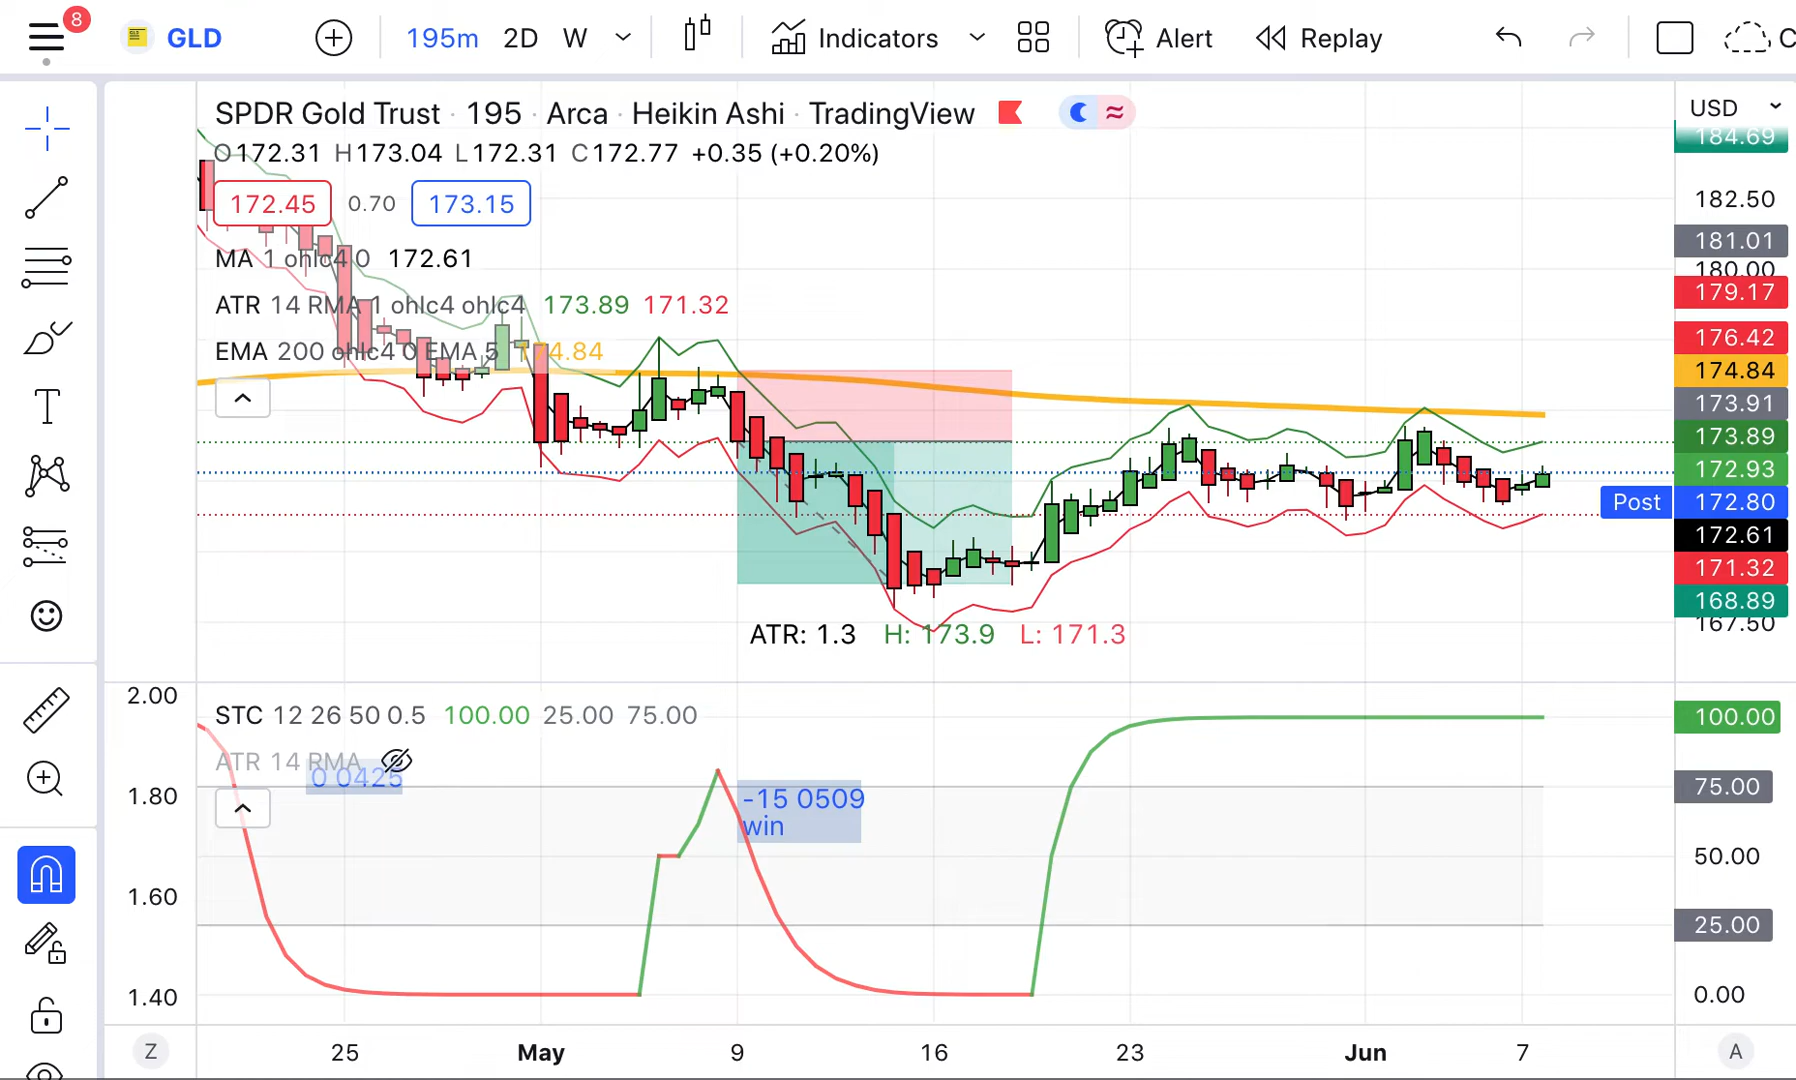 8
GLD 195m 2D W Indicators Alert Replay C
SPDR Gold Trust · 195 · Arca · Heikin Ashi · TradingView
O172.31 H173.04 L172.31 C172.77 +0.35 (+0.20%)
172.45 0.70 173.15
MA 1 ohlc4 0 172.61
ATR 14 RMA 1 ohlc4 ohlc4 173.89 171.32
EMA 200 ohlc4 0 EMA 5 174.84
USD
184.69
182.50
181.01
180.00
179.17
176.42
174.84
173.91
173.89
172.93
Post 172.80
172.61
171.32
168.89
167.50
ATR: 1.3 H: 173.9 L: 171.3
STC 12 26 50 0.5 100.00 25.00 75.00
ATR 14 RMA
0 0425
-15 0509
win
2.00
1.80
1.60
1.40
100.00
75.00
50.00
25.00
0.00
Z 25 May 9 16 23 Jun 7 A